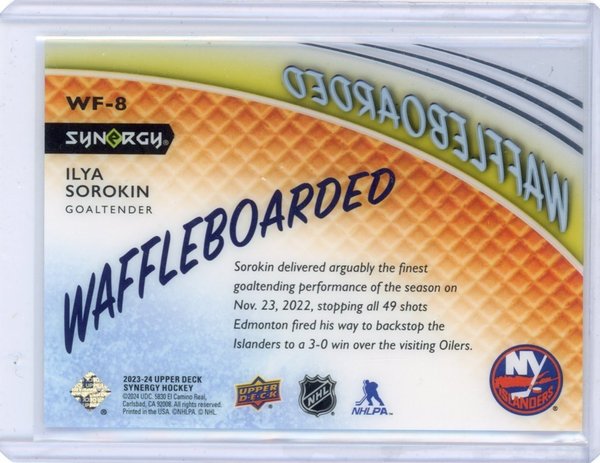 WAFFLEBOARDED
WF-8
SYNERGY®
ILYA
SOROKIN
GOALTENDER
WAFFLEBOARDED
Sorokin delivered arguably the finest
goaltending performance of the season on
Nov. 23, 2022, stopping all 49 shots
Edmonton fired his way to backstop the
Islanders to a 3-0 win over the visiting Oilers.
2023-24 UPPER DECK
SYNERGY HOCKEY
©2024 UDC. 5830 El Camino Real,
Carlsbad, CA 92008. All rights reserved.
Printed in the USA. ©NHLPA © NHL.
®
UPPER
DECK
NHL
NHLPA
NY
ISLANDERS